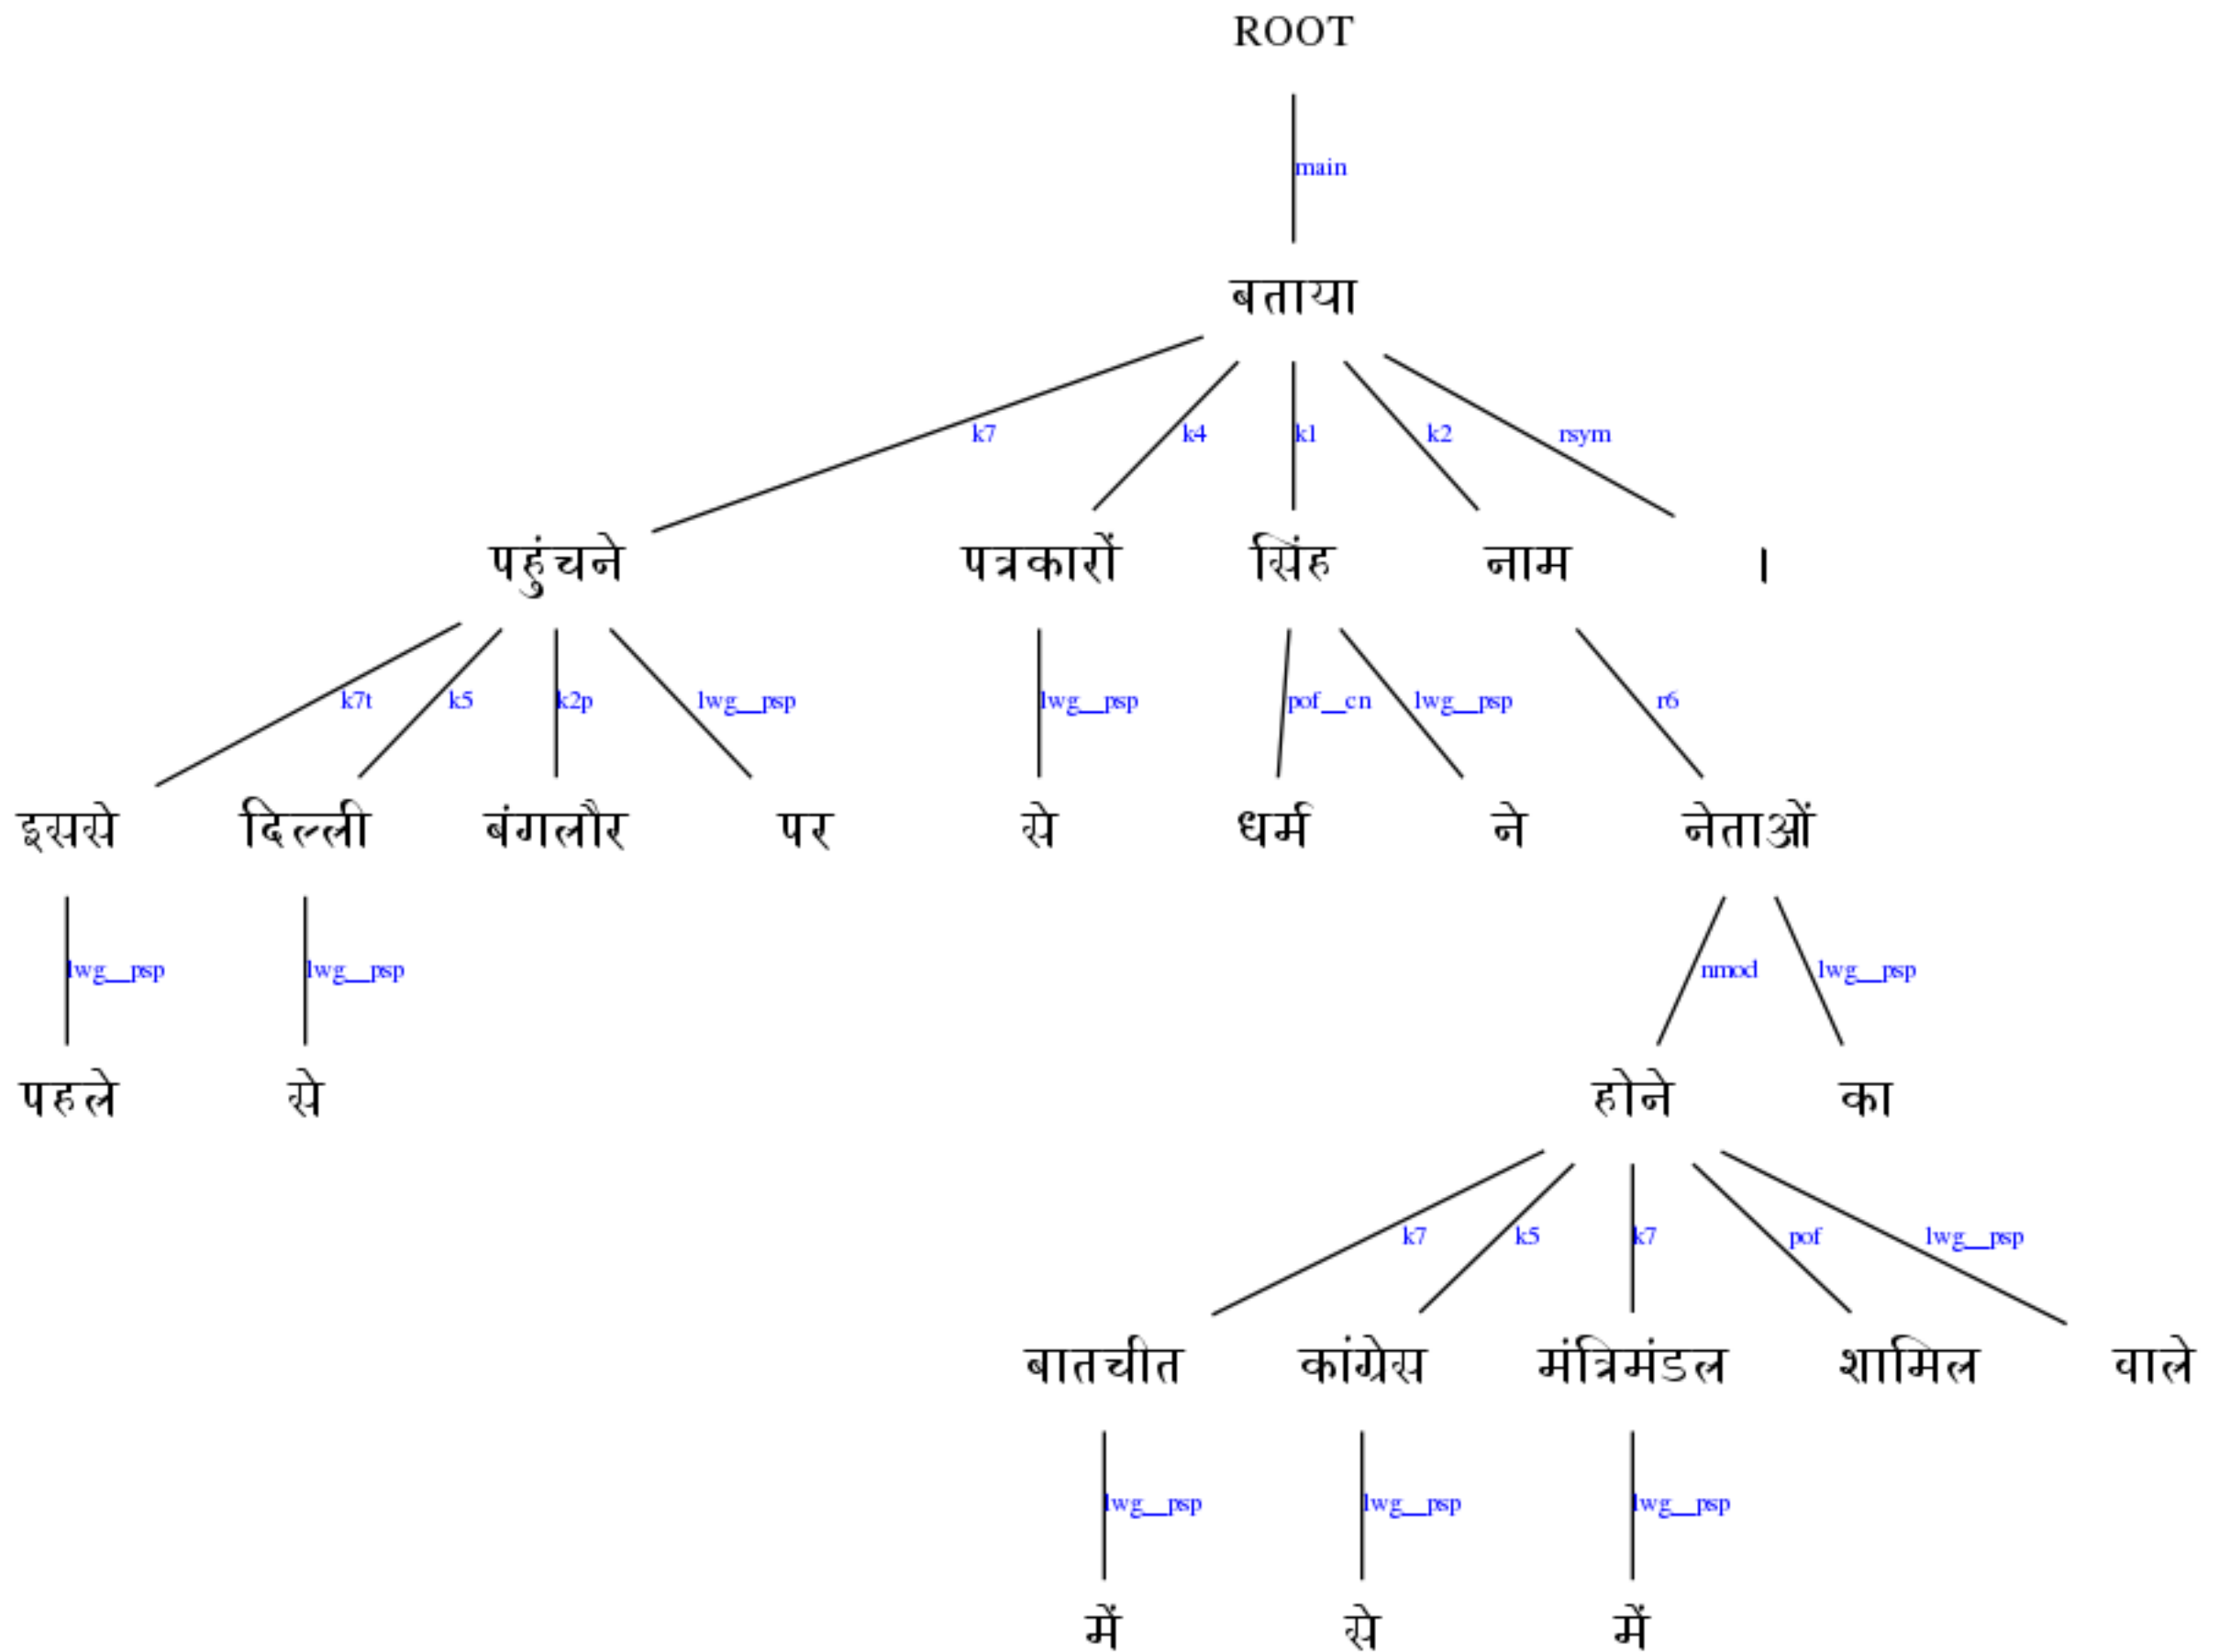 ROOT
main
बताया
k7 k4 k1 k2 rsym
पहुंचने पत्रकारों सिंह नाम ।
k7t k5 k2p lwg__psp lwg__psp pof__cn lwg__psp r6
इससे दिल्ली बंगलौर पर से धर्म ने नेताओं
lwg__psp lwg__psp nmod lwg__psp
पहले से होने का
k7 k5 k7 pof lwg__psp
बातचीत कांग्रेस मंत्रिमंडल शामिल वाले
lwg__psp lwg__psp lwg__psp
में से में